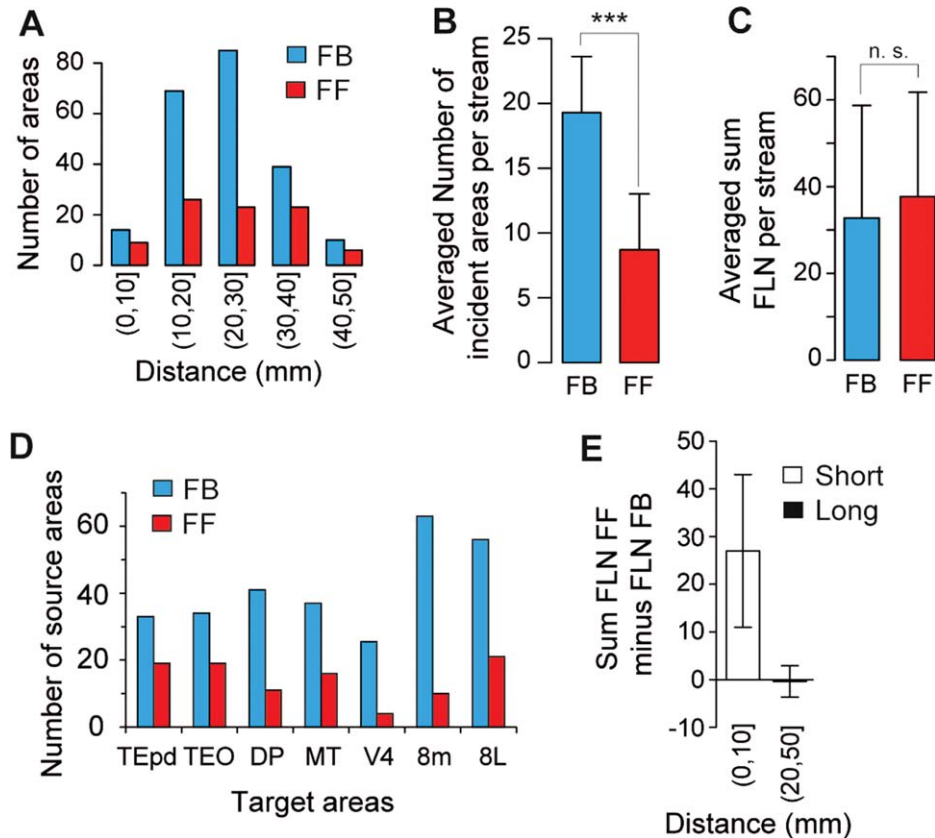 A
Number of areas
80
60
40
20
0
FB
FF
(0,10]
(10,20]
(20,30]
(30,40]
(40,50]
Distance (mm)
B
Averaged Number of
incident areas per stream
25
20
15
10
5
0
***
FB
FF
C
Averaged sum
FLN per stream
60
40
20
0
n. s.
FB
FF
D
Number of source areas
60
40
20
0
FB
FF
TEpd
TEO
DP
MT
V4
8m
8L
Target areas
E
Sum FLN FF
minus FLN FB
50
40
30
20
10
0
-10
Short
Long
(0,10]
(20,50]
Distance (mm)